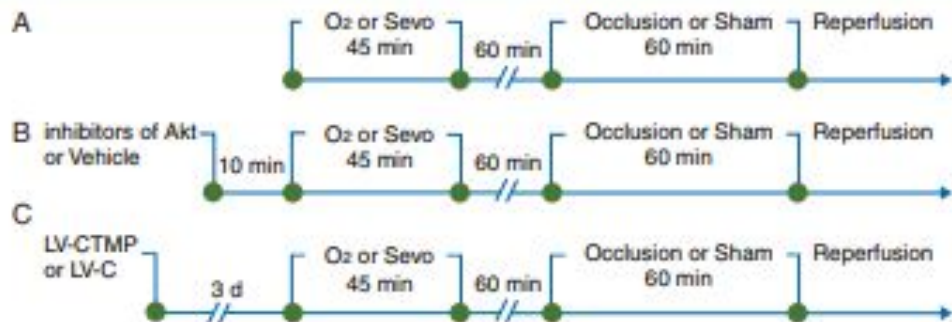 A
O2 or Sevo
45 min
60 min
Occlusion or Sham
60 min
Reperfusion
B
inhibitors of Akt
or Vehicle
10 min
O2 or Sevo
45 min
60 min
Occlusion or Sham
60 min
Reperfusion
C
LV-CTMP
or LV-C
3 d
O2 or Sevo
45 min
60 min
Occlusion or Sham
60 min
Reperfusion